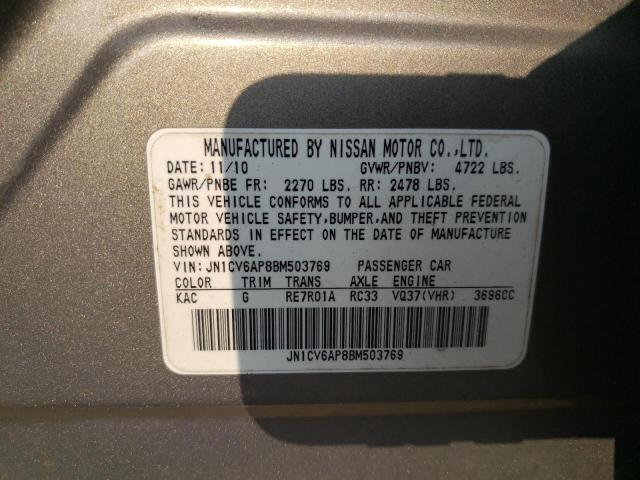 MANUFACTURED BY NISSAN MOTOR CO.,LTD.
DATE: 11/10 GVWR/PNBV: 4722 LBS.
GAWR/PNBE FR: 2270 LBS. RR: 2478 LBS.
THIS VEHICLE CONFORMS TO ALL APPLICABLE FEDERAL
MOTOR VEHICLE SAFETY,BUMPER,AND THEFT PREVENTION
STANDARDS IN EFFECT ON THE DATE OF MANUFACTURE
SHOWN ABOVE.
VIN: JN1CV6AP8BM503769 PASSENGER CAR
COLOR TRIM TRANS AXLE ENGINE
KAC G RE7R01A RC33 VQ37(VHR) 3696CC
JN1CV6AP8BM503769